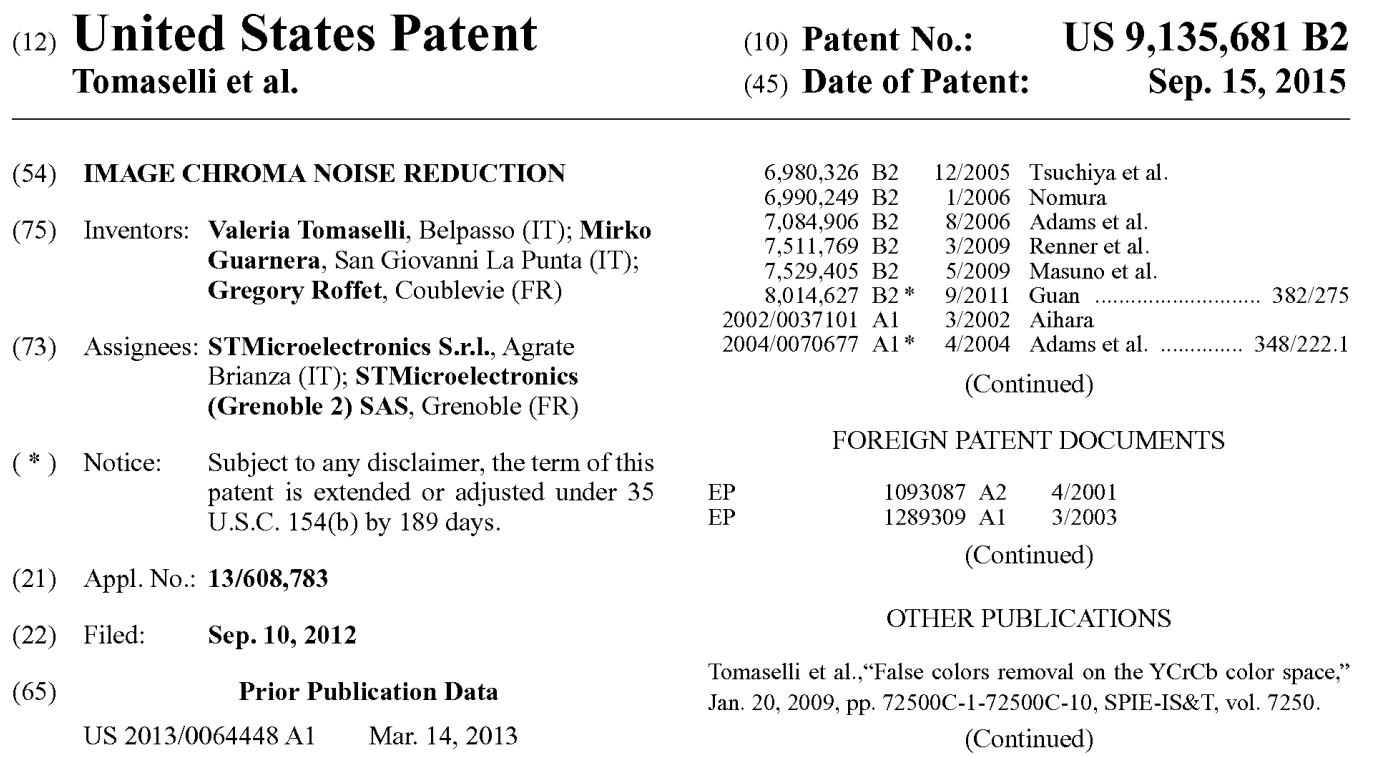 (12) United States Patent
Tomaselli et al.
(10) Patent No.: US 9,135,681 B2
(45) Date of Patent: Sep. 15, 2015
(54) IMAGE CHROMA NOISE REDUCTION
(75) Inventors: Valeria Tomaselli, Belpasso (IT); Mirko
Guarnera, San Giovanni La Punta (IT);
Gregory Roffet, Coublevie (FR)
(73) Assignees: STMicroelectronics S.r.l., Agrate
Brianza (IT); STMicroelectronics
(Grenoble 2) SAS, Grenoble (FR)
( * ) Notice: Subject to any disclaimer, the term of this
patent is extended or adjusted under 35
U.S.C. 154(b) by 189 days.
(21) Appl. No.: 13/608,783
(22) Filed: Sep. 10, 2012
(65) Prior Publication Data
US 2013/0064448 A1 Mar. 14, 2013
6,980,326 B2 12/2005 Tsuchiya et al.
6,990,249 B2 1/2006 Nomura
7,084,906 B2 8/2006 Adams et al.
7,511,769 B2 3/2009 Renner et al.
7,529,405 B2 5/2009 Masuno et al.
8,014,627 B2 * 9/2011 Guan ........................... 382/275
2002/0037101 A1 3/2002 Aihara
2004/0070677 A1 * 4/2004 Adams et al. .............. 348/222.1
(Continued)
FOREIGN PATENT DOCUMENTS
EP 1093087 A2 4/2001
EP 1289309 A1 3/2003
(Continued)
OTHER PUBLICATIONS
Tomaselli et al.,“False colors removal on the YCrCb color space,”
Jan. 20, 2009, pp. 72500C-1-72500C-10, SPIE-IS&T, vol. 7250.
(Continued)